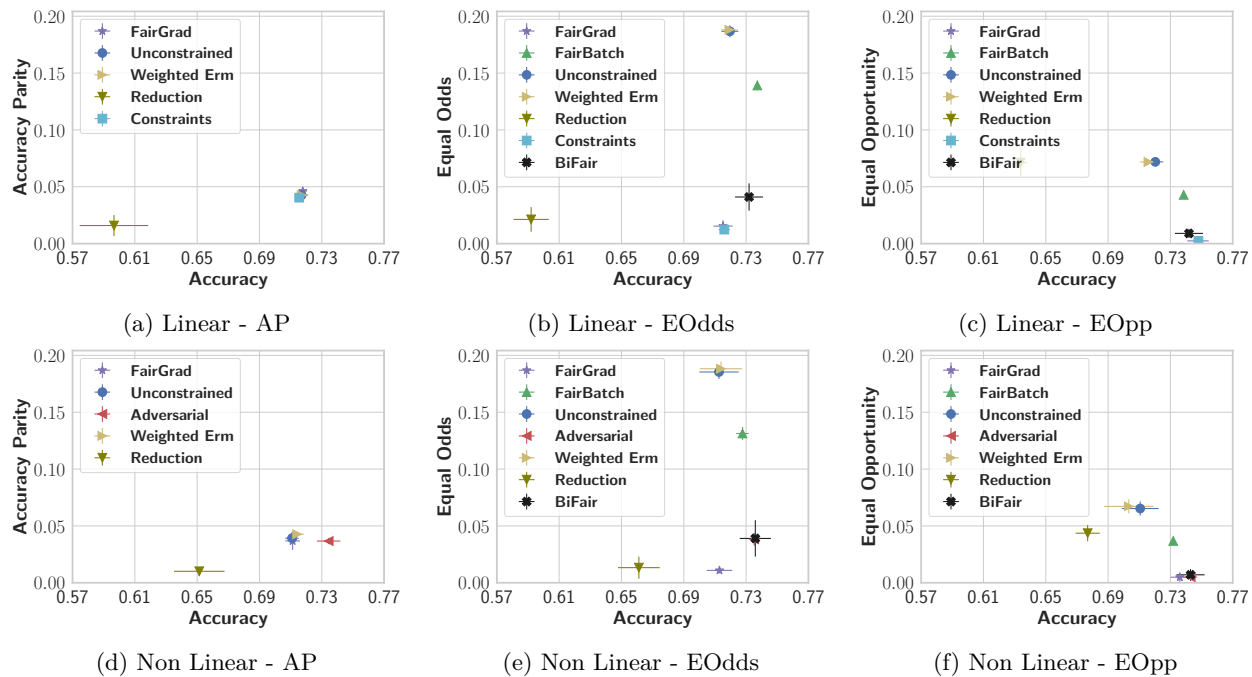 0.20
0.15
0.10
0.05
0.00
Accuracy Parity
FairGrad
Unconstrained
Weighted Erm
Reduction
Constraints
0.57 0.61 0.65 0.69 0.73 0.77
Accuracy
(a) Linear - AP
0.20
0.15
0.10
0.05
0.00
Equal Odds
FairGrad
FairBatch
Unconstrained
Weighted Erm
Reduction
Constraints
BiFair
0.57 0.61 0.65 0.69 0.73 0.77
Accuracy
(b) Linear - EOdds
0.20
0.15
0.10
0.05
0.00
Equal Opportunity
FairGrad
FairBatch
Unconstrained
Weighted Erm
Reduction
Constraints
BiFair
0.57 0.61 0.65 0.69 0.73 0.77
Accuracy
(c) Linear - EOpp
0.20
0.15
0.10
0.05
0.00
Accuracy Parity
FairGrad
Unconstrained
Adversarial
Weighted Erm
Reduction
0.57 0.61 0.65 0.69 0.73 0.77
Accuracy
(d) Non Linear - AP
0.20
0.15
0.10
0.05
0.00
Equal Odds
FairGrad
FairBatch
Unconstrained
Adversarial
Weighted Erm
Reduction
BiFair
0.57 0.61 0.65 0.69 0.73 0.77
Accuracy
(e) Non Linear - EOdds
0.20
0.15
0.10
0.05
0.00
Equal Opportunity
FairGrad
FairBatch
Unconstrained
Adversarial
Weighted Erm
Reduction
BiFair
0.57 0.61 0.65 0.69 0.73 0.77
Accuracy
(f) Non Linear - EOpp